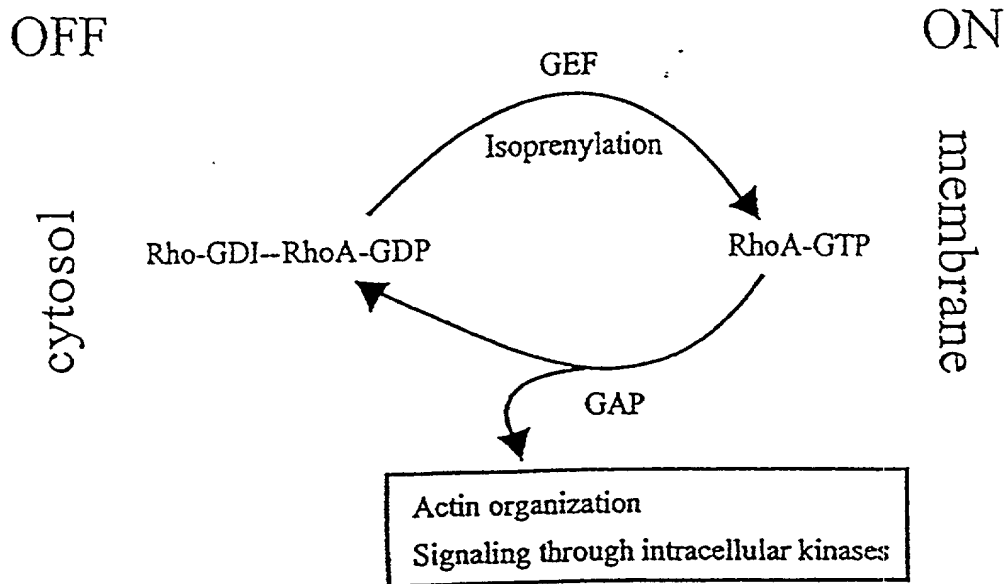 OFF
ON
GEF
Isoprenylation
cytosol
Rho-GDI--RhoA-GDP
RhoA-GTP
membrane
GAP
Actin organization
Signaling through intracellular kinases